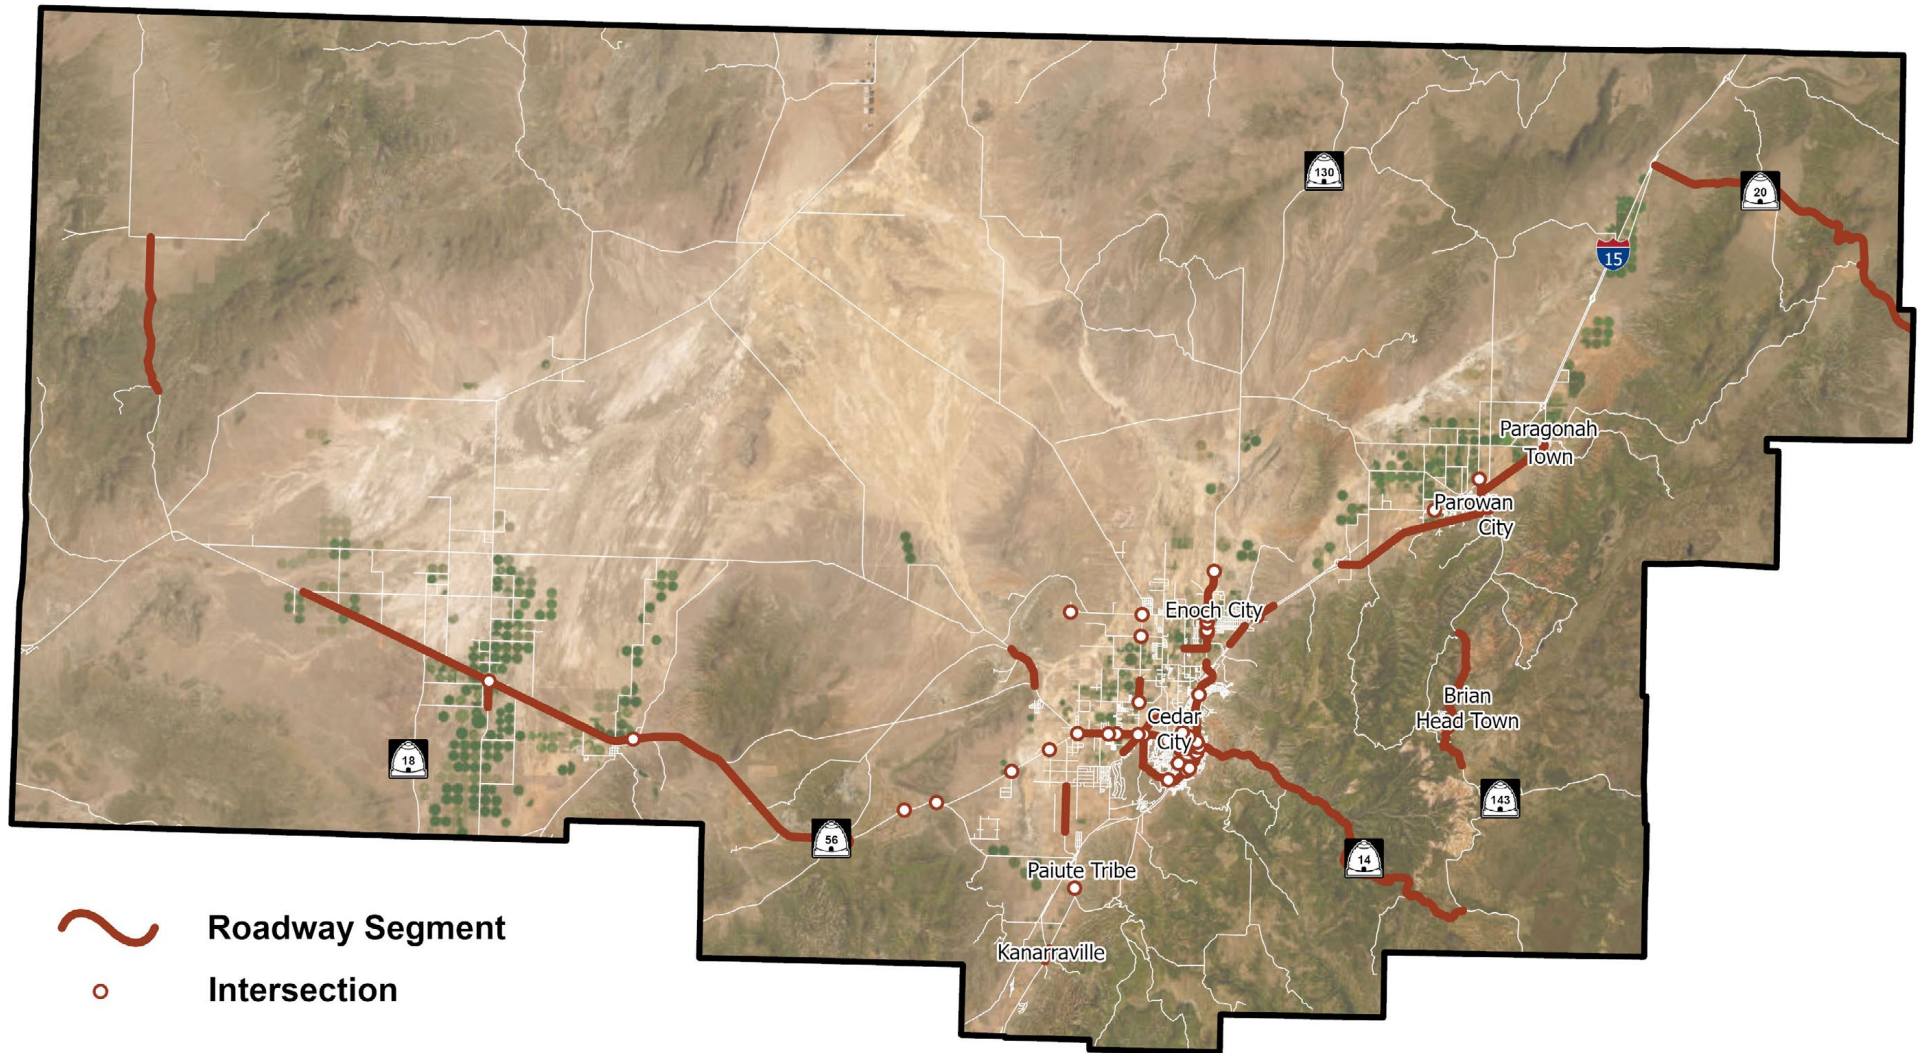 130
20
15
Paragonah
Town
Parowan
City
Enoch City
Brian
Head Town
Cedar
City
18
143
56
14
Paiute Tribe
Kanarraville
Roadway Segment
Intersection